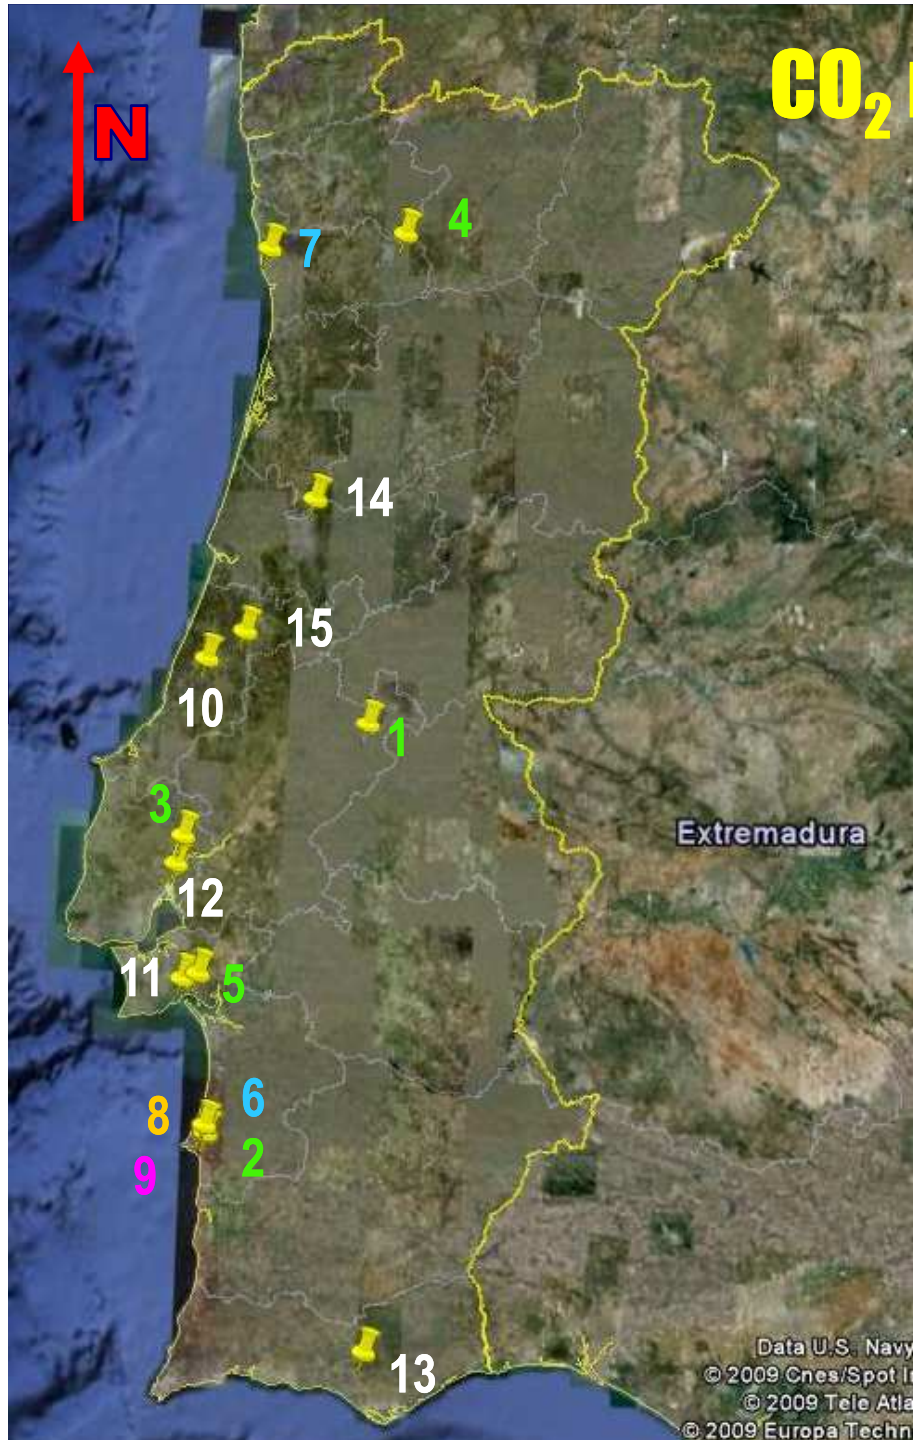 CO₂
N
4
7
14
15
10
1
3
Extremadura
12
11
5
6
8
2
9
13
Data U.S. Navy
© 2009 Cnes/Spot I
© 2009 Tele Atla
© 2009 Europa Techn